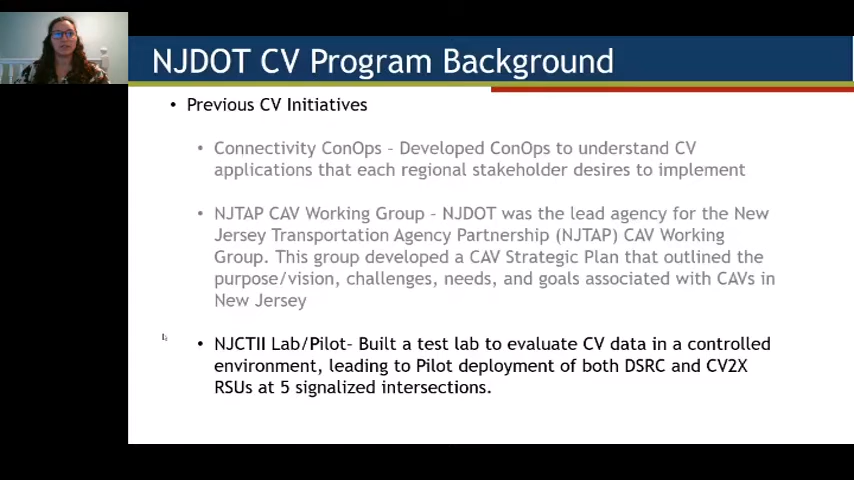 NJDOT CV Program Background
• Previous CV Initiatives
• Connectivity ConOps – Developed ConOps to understand CV
applications that each regional stakeholder desires to implement
• NJTAP CAV Working Group – NJDOT was the lead agency for the New
Jersey Transportation Agency Partnership (NJTAP) CAV Working
Group. This group developed a CAV Strategic Plan that outlined the
purpose/vision, challenges, needs, and goals associated with CAVs in
New Jersey
• NJCTII Lab/Pilot– Built a test lab to evaluate CV data in a controlled
environment, leading to Pilot deployment of both DSRC and CV2X
RSUs at 5 signalized intersections.